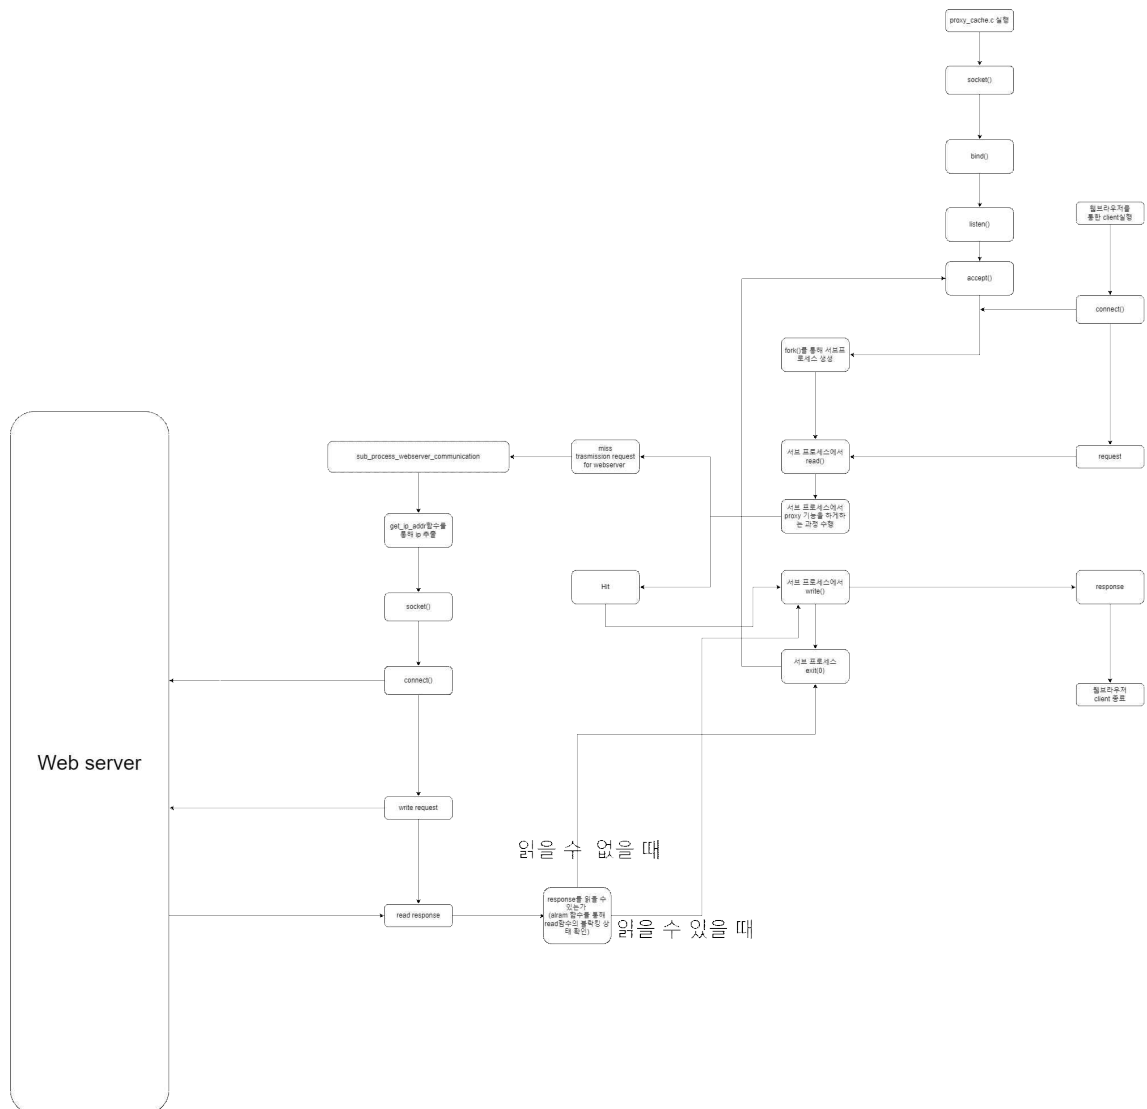 proxy_cache.c 실행
socket()
bind()
listen()
웹브라우저를
통한 client실행
accept()
connect()
fork()를 통해 서브프
로세스 생성
sub_process_webserver_communication
miss
trasmission request
for webserver
서브 프로세스에서
read()
request
get_ip_addr함수를
통해 ip 추출
서브 프로세스에서
proxy 기능을 하게하
는 과정 수행
Hit
서브 프로세스에서
write()
response
socket()
서브 프로세스
exit(0)
connect()
웹브라우저
client 종료
Web server
write request
읽을 수 없을 때
response를 읽을 수
있는가
(alram 함수를 통해
read함수의 블락킹 상
태 확인)
read response
읽을 수 있을 때